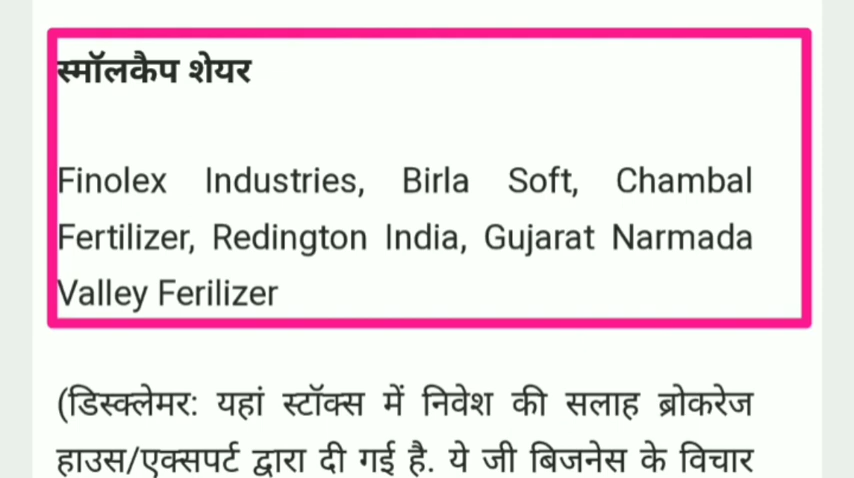 स्मॉलकैप शेयर
Finolex Industries, Birla Soft, Chambal
Fertilizer, Redington India, Gujarat Narmada
Valley Ferilizer
(डिस्क्लेमर: यहां स्टॉक्स में निवेश की सलाह ब्रोकरेज
हाउस/एक्सपर्ट द्वारा दी गई है. ये जी बिजनेस के विचार